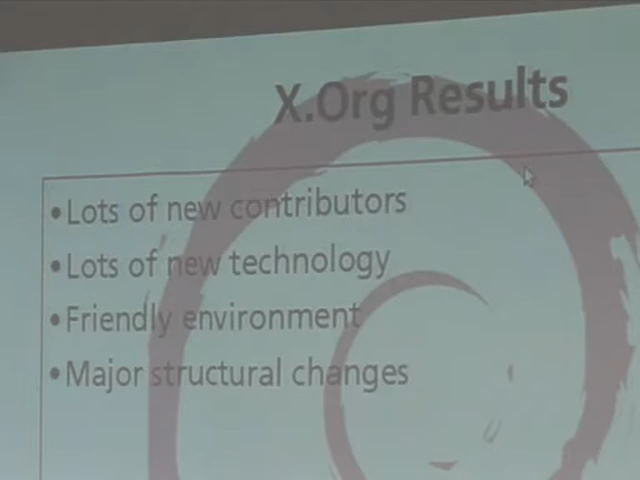 X.Org Results
•Lots of new contributors
•Lots of new technology
•Friendly environment
•Major structural changes